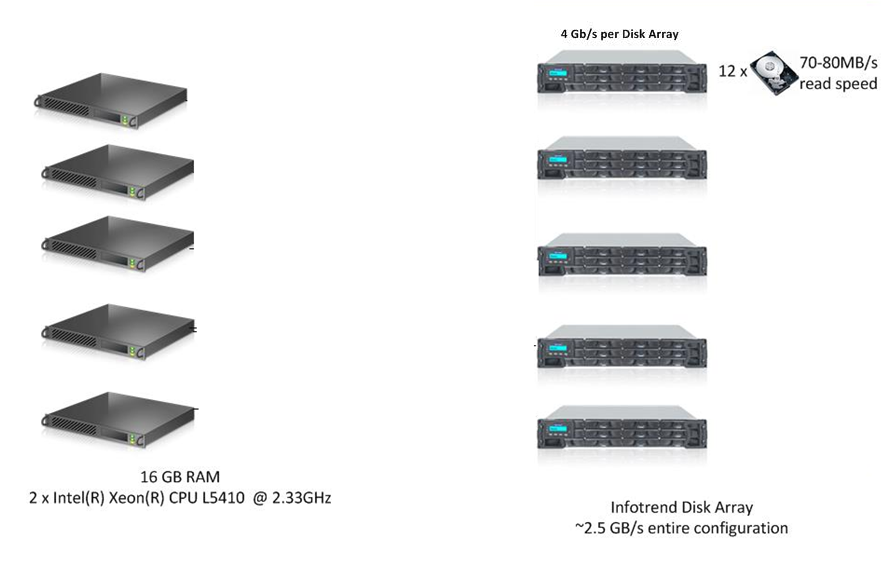 4 Gb/s per Disk Array
12 x
70-80MB/s
read speed
16 GB RAM
2 x Intel(R) Xeon(R) CPU L5410 @ 2.33GHz
Infotrend Disk Array
~2.5 GB/s entire configuration